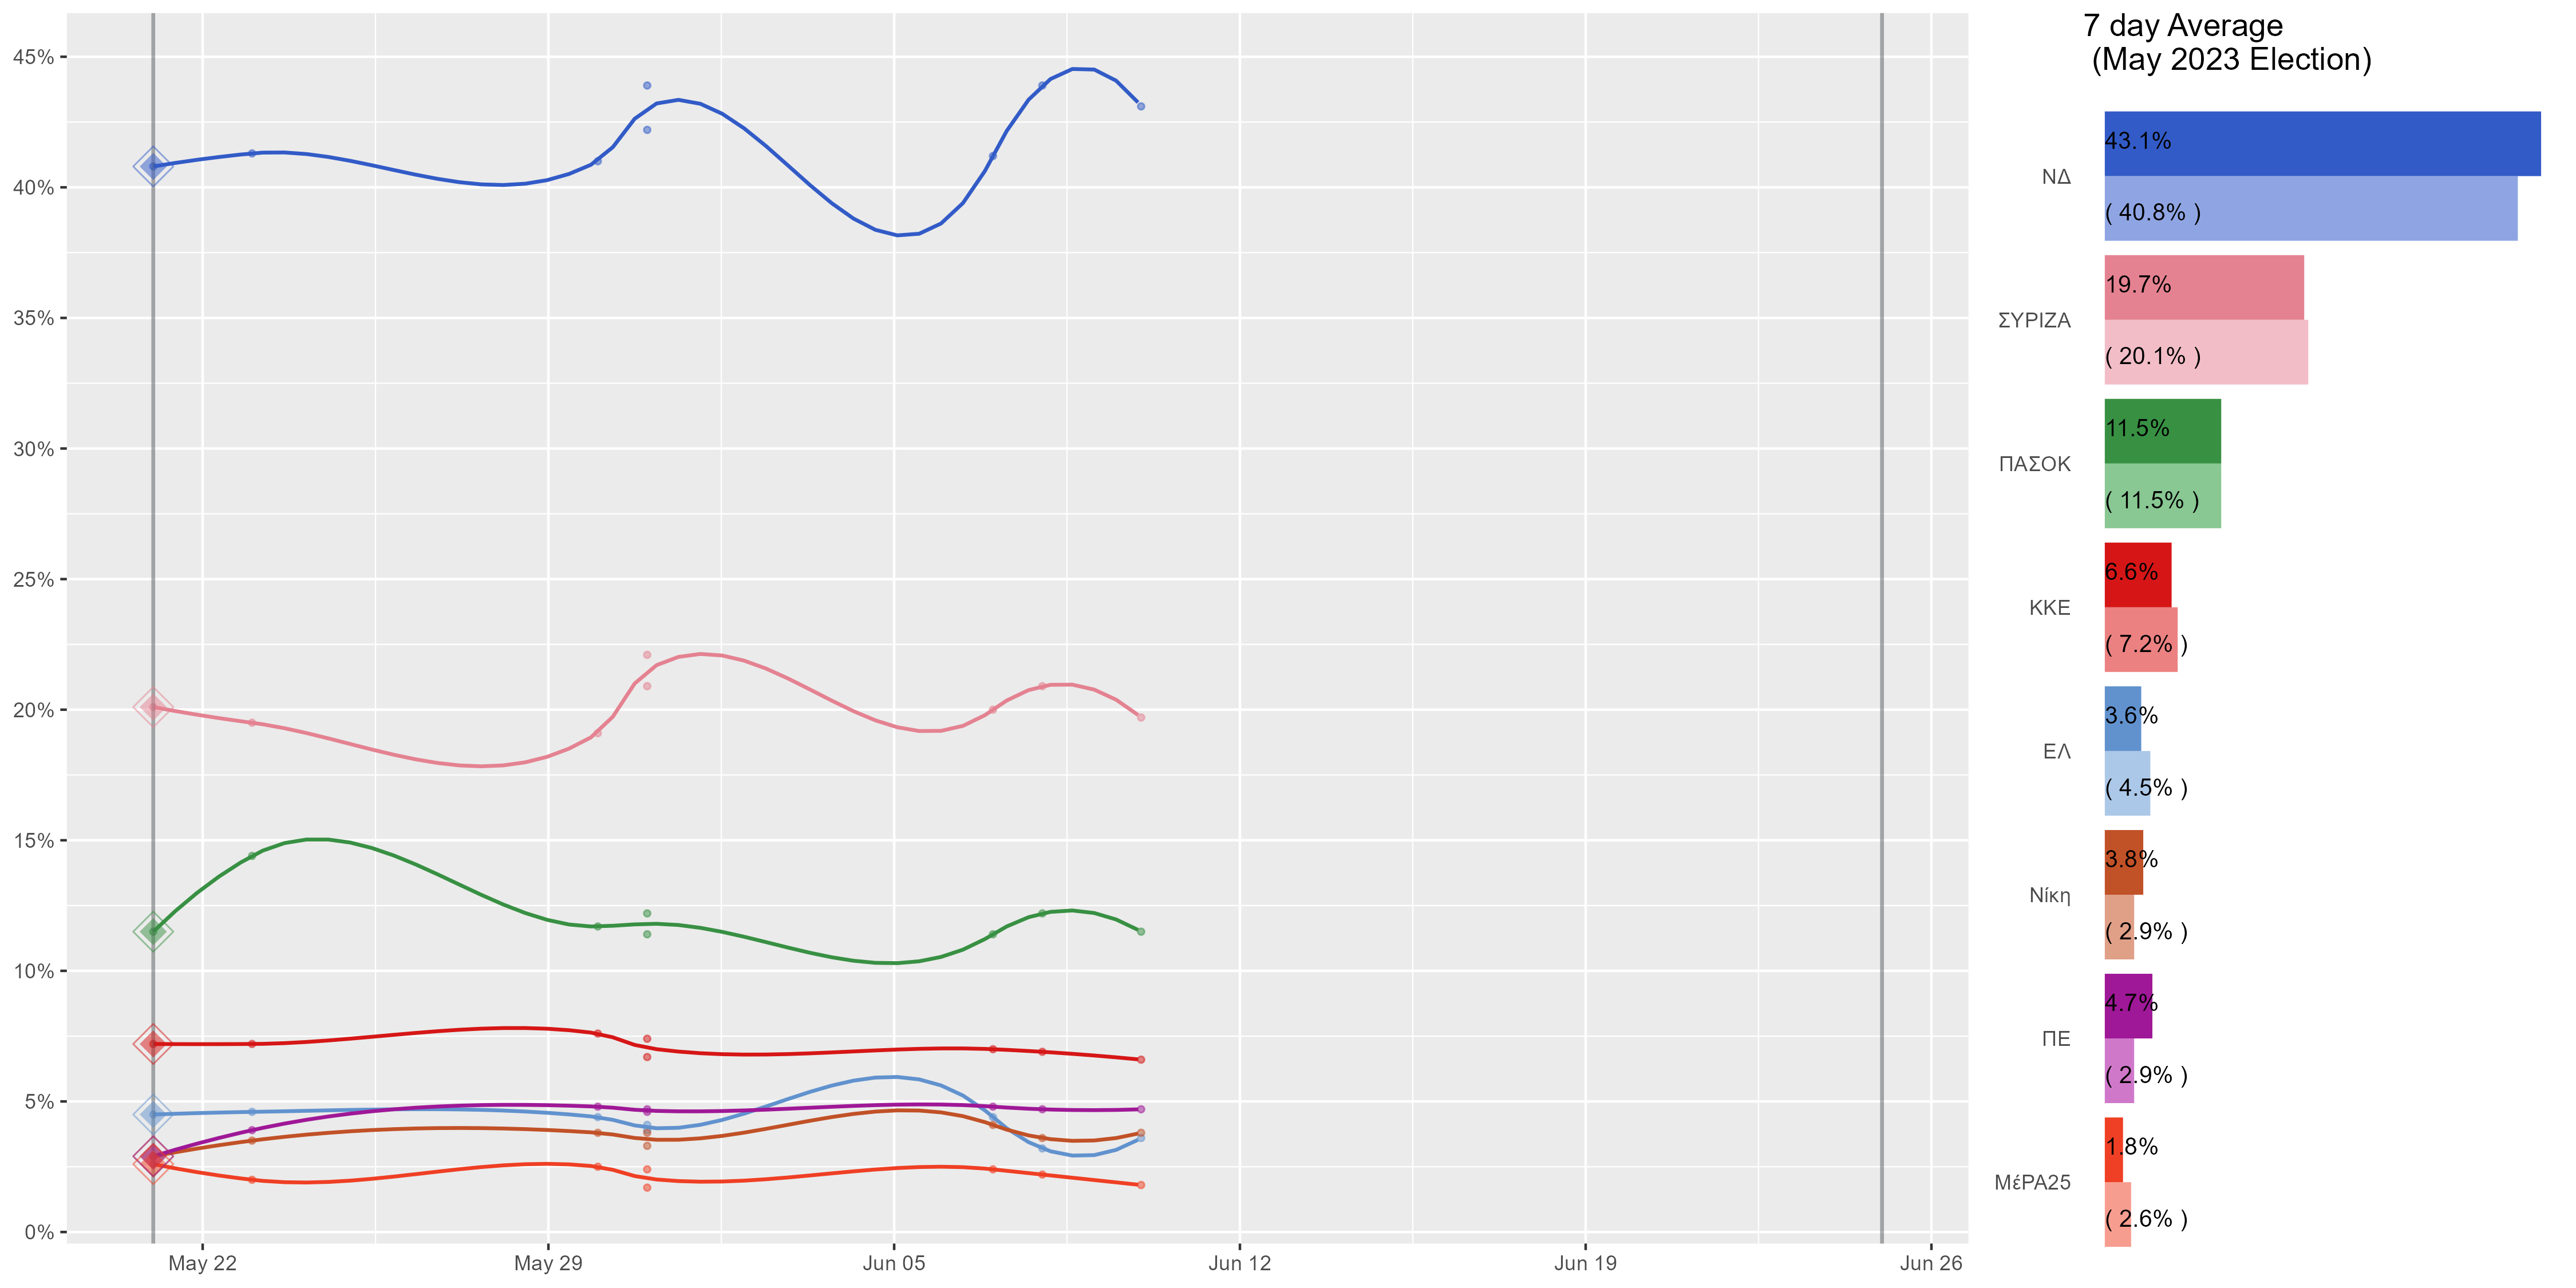 45%
40%
35%
30%
25%
20%
15%
10%
5%
0%
May 22
May 29
Jun 05
Jun 12
Jun 19
Jun 26
7 day Average
(May 2023 Election)
ΝΔ
43.1%
( 40.8% )
ΣΥΡΙΖΑ
19.7%
( 20.1% )
ΠΑΣΟΚ
11.5%
( 11.5% )
ΚΚΕ
6.6%
( 7.2% )
ΕΛ
3.6%
( 4.5% )
Νίκη
3.8%
( 2.9% )
ΠΕ
4.7%
( 2.9% )
ΜέΡΑ25
1.8%
( 2.6% )